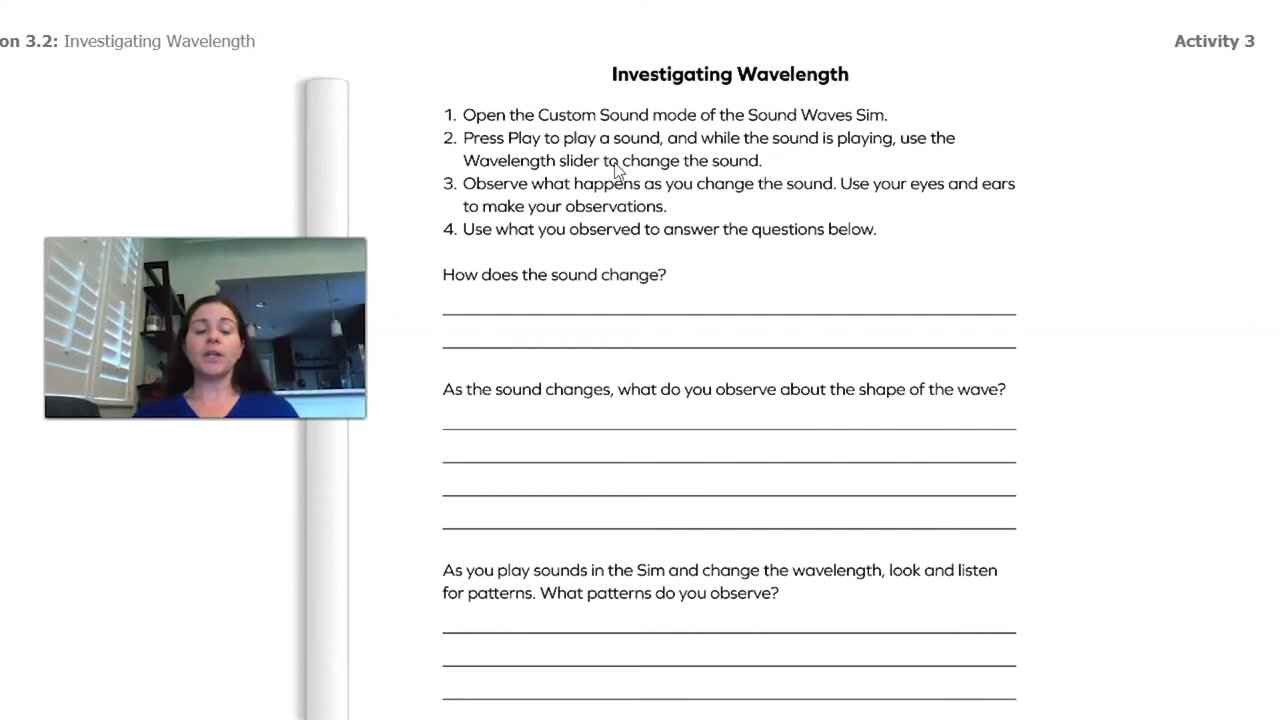 on 3.2: Investigating Wavelength
Activity 3
Investigating Wavelength
1. Open the Custom Sound mode of the Sound Waves Sim.
2. Press Play to play a sound, and while the sound is playing, use the
Wavelength slider to change the sound.
3. Observe what happens as you change the sound. Use your eyes and ears
to make your observations.
4. Use what you observed to answer the questions below.
How does the sound change?
As the sound changes, what do you observe about the shape of the wave?
As you play sounds in the Sim and change the wavelength, look and listen
for patterns. What patterns do you observe?